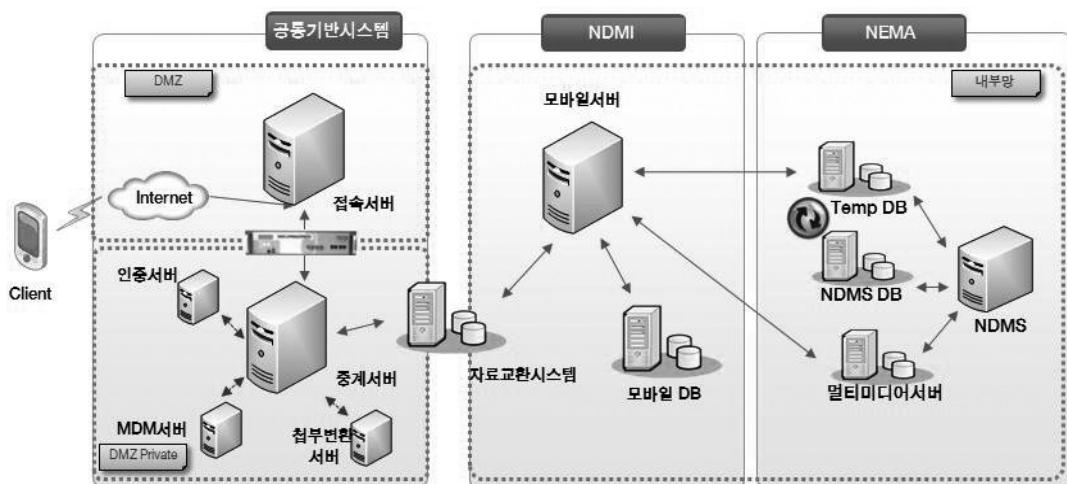 공통기반시스템
NDMI
NEMA
DMZ
내부망
모바일서버
Internet
접속서버
Temp DB
Client
인증서버
NDMS DB
NDMS
중계서버
자료교환시스템
모바일 DB
멀티미디어서버
MDM서버
첨부변환
서버
DMZ Private